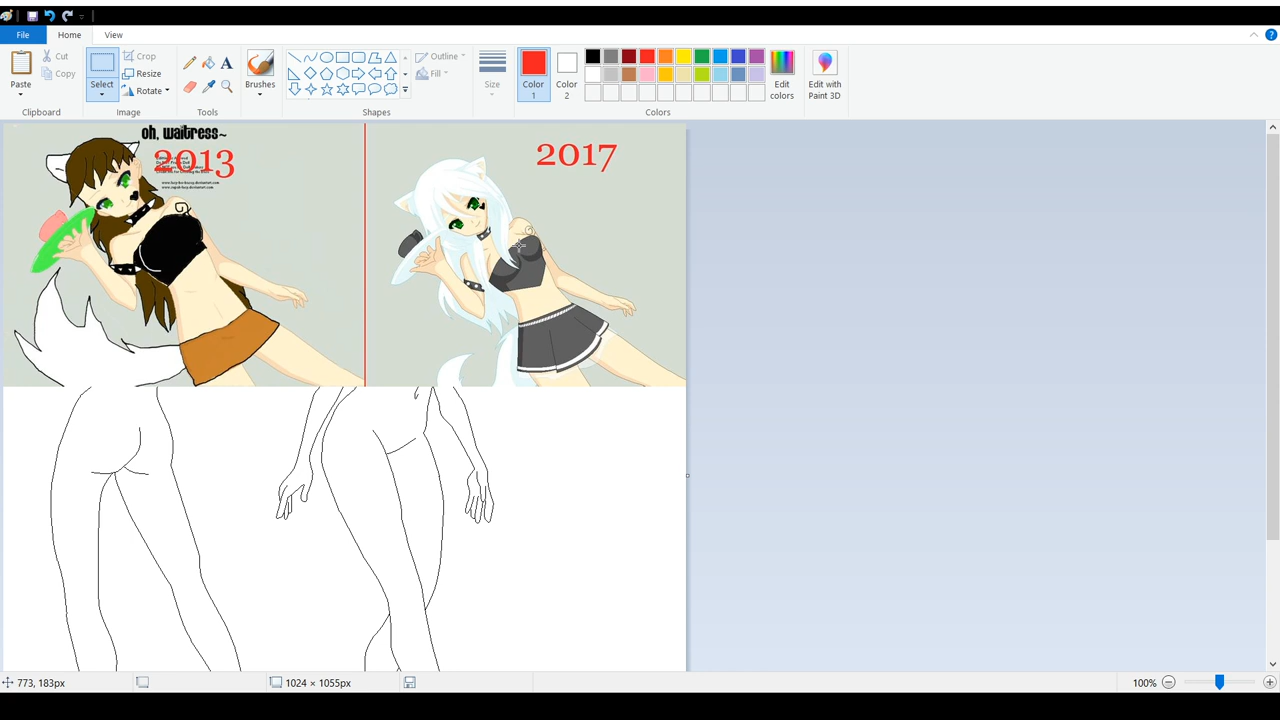 File
Home
View
Paste
Cut
Copy
Clipboard
Select
Crop
Resize
Rotate
Image
Tools
Brushes
Shapes
Outline
Fill
Size
Color
1
Color
2
Edit
colors
Edit with
Paint 3D
Colors
oh, waitress~
2013
2017
773, 183px
1024 × 1055px
100%